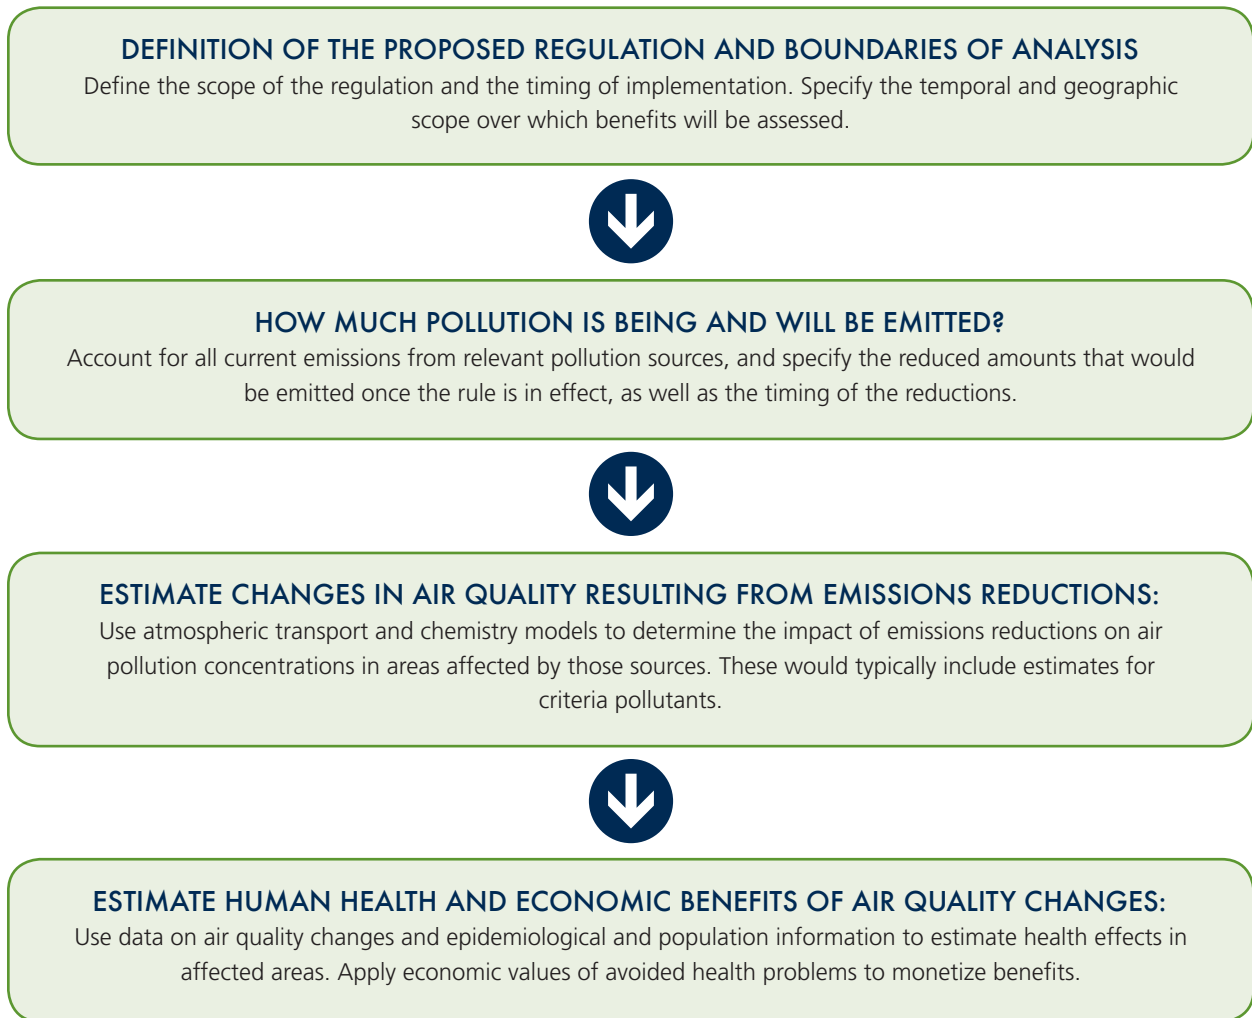 DEFINITION OF THE PROPOSED REGULATION AND BOUNDARIES OF ANALYSIS
Define the scope of the regulation and the timing of implementation. Specify the temporal and geographic
scope over which benefits will be assessed.
HOW MUCH POLLUTION IS BEING AND WILL BE EMITTED?
Account for all current emissions from relevant pollution sources, and specify the reduced amounts that would
be emitted once the rule is in effect, as well as the timing of the reductions.
ESTIMATE CHANGES IN AIR QUALITY RESULTING FROM EMISSIONS REDUCTIONS:
Use atmospheric transport and chemistry models to determine the impact of emissions reductions on air
pollution concentrations in areas affected by those sources. These would typically include estimates for
criteria pollutants.
ESTIMATE HUMAN HEALTH AND ECONOMIC BENEFITS OF AIR QUALITY CHANGES:
Use data on air quality changes and epidemiological and population information to estimate health effects in
affected areas. Apply economic values of avoided health problems to monetize benefits.